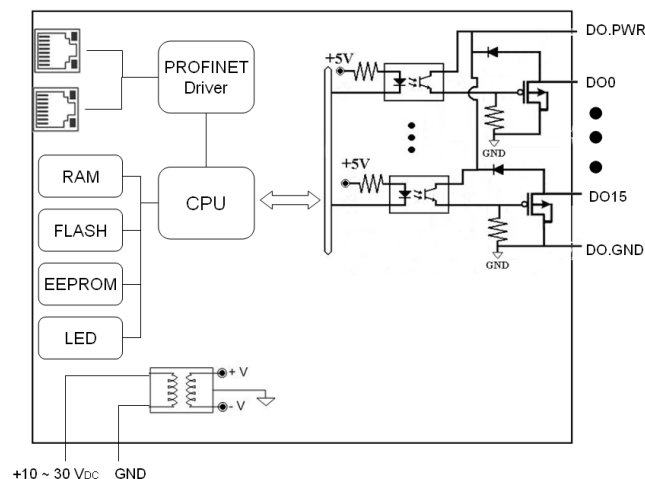 DO.PWR
PROFINET
Driver
+5V
DO0
GND
RAM
CPU
+5V
DO15
FLASH
DO.GND
GND
EEPROM
LED
+ V
- V
+10 ~ 30 VDC GND